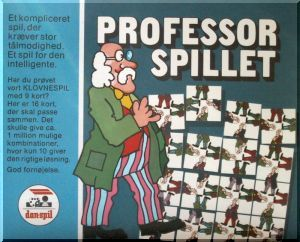 PROFESSOR
SPILLET
Et kompliceret
spil, der
kræver stor
tålmodighed.
Et spil for den
intelligente.
Har du prøvet
vort KLOVNESPIL
med 9 kort?
Her er 16 kort,
der skal passe
sammen. Det
skulle give ca.
1 million mulige
kombinationer,
hvor kun 10 giver
den rigtige løsning.
God fornøjelse.
dan-spil